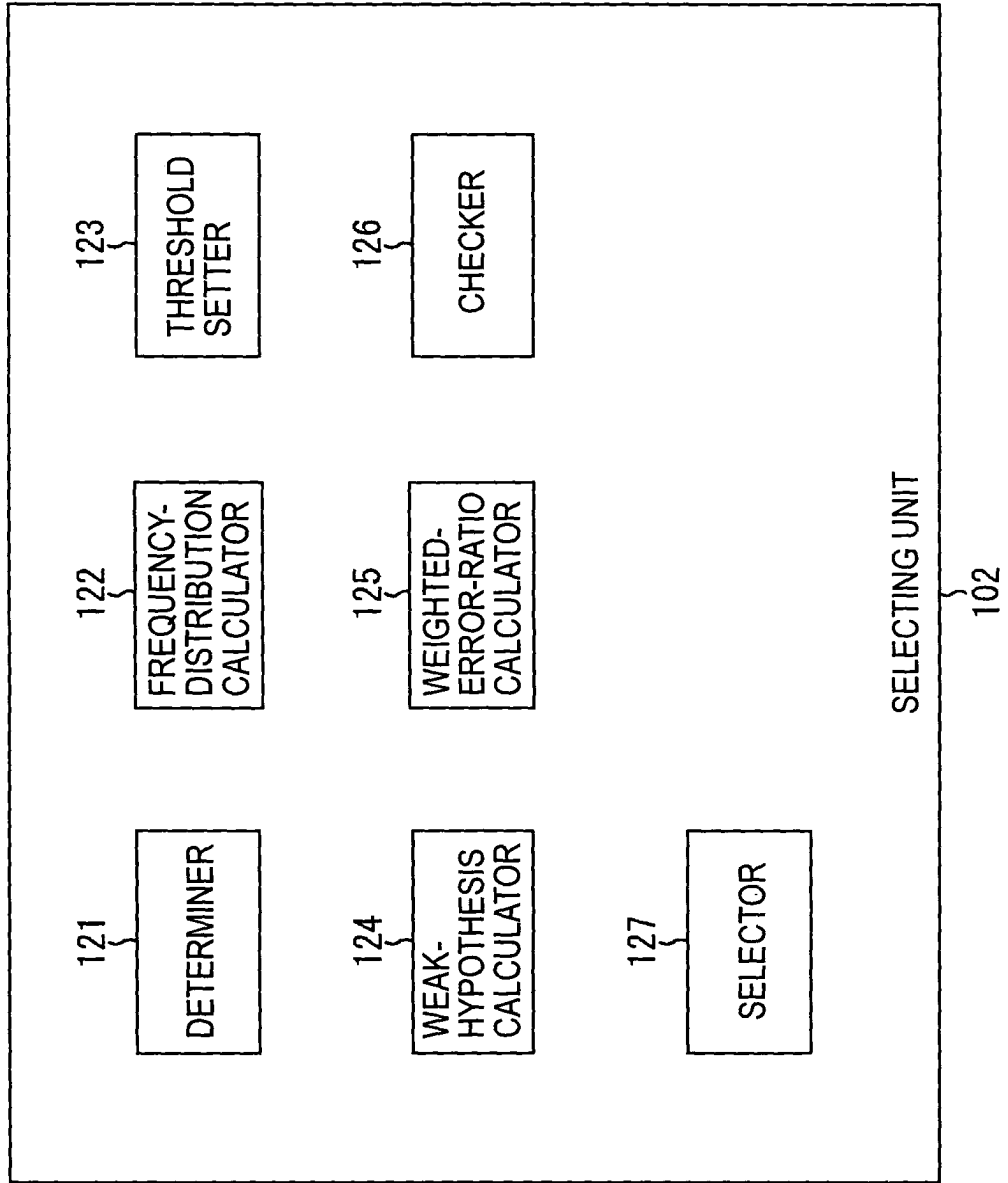 121
DETERMINER
122
FREQUENCY-
DISTRIBUTION
CALCULATOR
123
THRESHOLD
SETTER
124
WEAK-
HYPOTHESIS
CALCULATOR
125
WEIGHTED-
ERROR-RATIO
CALCULATOR
126
CHECKER
127
SELECTOR
SELECTING UNIT
102